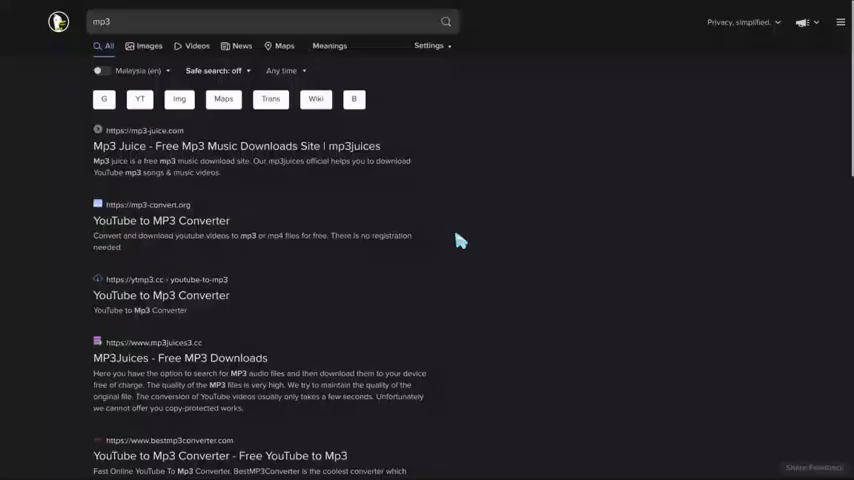 mp3
Privacy, simplified.
All Images Videos News Maps Meanings Settings
Malaysia (en) Safe search: off Any time
G YT Img Maps Trans Wiki B
https://mp3-juice.com
Mp3 Juice - Free Mp3 Music Downloads Site | mp3juices
Mp3 juice is a free mp3 music download site. Our mp3juices official helps you to download
YouTube mp3 songs & music videos.
https://mp3-convert.org
YouTube to MP3 Converter
Convert and download youtube videos to mp3 or mp4 files for free. There is no registration
needed.
https://ytmp3.cc › youtube-to-mp3
YouTube to Mp3 Converter
YouTube to Mp3 Converter
https://www.mp3juices3.cc
MP3Juices - Free MP3 Downloads
Here you have the option to search for MP3 audio files and then download them to your device
free of charge. The quality of the MP3 files is very high. We try to maintain the quality of the
original file. The conversion of YouTube videos usually only takes a few seconds. Unfortunately
we cannot offer you copy-protected works.
https://www.bestmp3converter.com
YouTube to MP3 Converter - Free YouTube to Mp3
Fast Online YouTube To Mp3 Converter. BestMP3Converter is the coolest converter which
Share Feedback